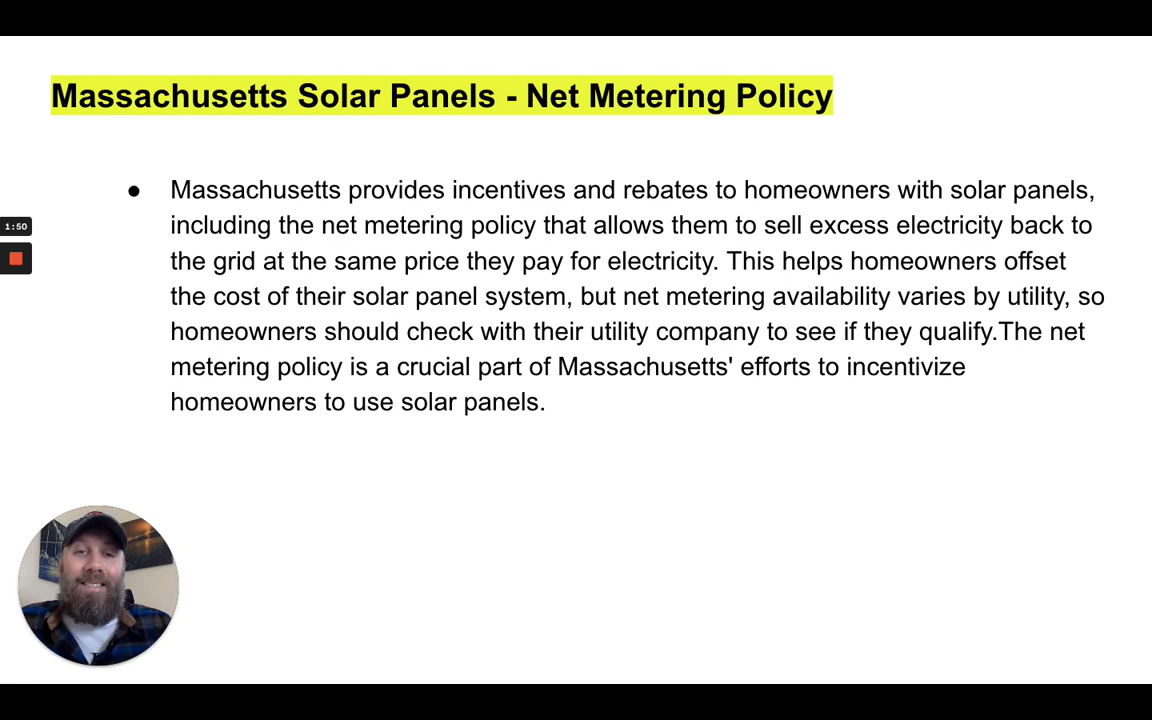 Massachusetts Solar Panels - Net Metering Policy
● Massachusetts provides incentives and rebates to homeowners with solar panels,
including the net metering policy that allows them to sell excess electricity back to
the grid at the same price they pay for electricity. This helps homeowners offset
the cost of their solar panel system, but net metering availability varies by utility, so
homeowners should check with their utility company to see if they qualify.The net
metering policy is a crucial part of Massachusetts' efforts to incentivize
homeowners to use solar panels.
1:50